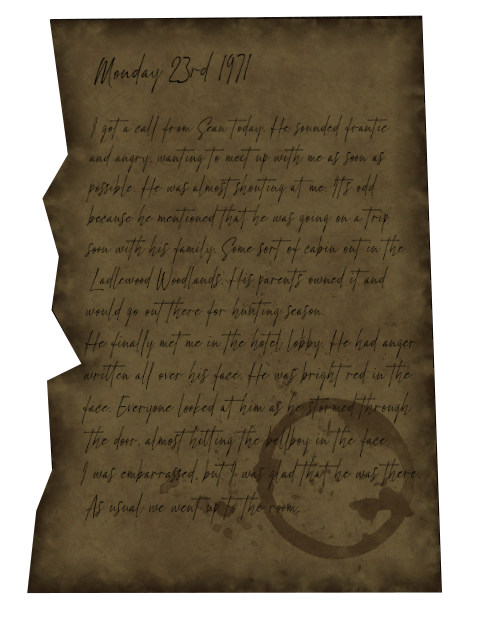 Monday 23rd 1971
I got a call from Sean today. He sounded frantic
and angry, wanting to meet up with me as soon as
possible. He was almost shouting at me. It's odd
because he mentioned that he was going on a trip
soon with his family. Some sort of cabin out in the
Ladlewood Woodlands. His parents owned it and
would go out there for hunting season.
He finally met me in the hotel lobby. He had anger
written all over his face. He was bright red in the
face. Everyone looked at him as he stormed through
the door, almost hitting the bellboy in the face.
I was embarrassed, but I was glad that he was there.
As usual we went up to the room.